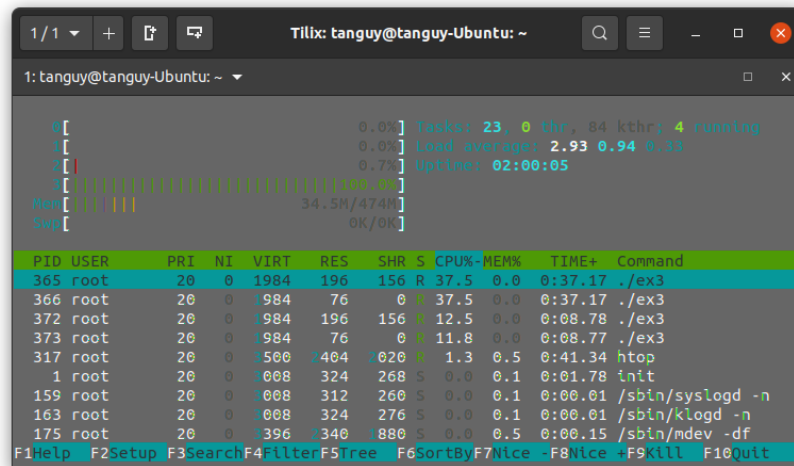 1/1
Tilix: tanguy@tanguy-Ubuntu: ~
1: tanguy@tanguy-Ubuntu: ~
0[ 0.0%] Tasks: 23, 0 thr, 84 kthr; 4 running
1[ 0.0%] Load average: 2.93 0.94 0.33
2[| 0.7%] Uptime: 02:00:05
3[||||||||||||||||||||||||||||100.0%]
Mem[||||||| 34.5M/474M]
Swp[ 0K/0K]
PID USER PRI NI VIRT RES SHR S CPU%-MEM% TIME+ Command
365 root 20 0 1984 196 156 R 37.5 0.0 0:37.17 ./ex3
366 root 20 0 1984 76 0 R 37.5 0.0 0:37.17 ./ex3
372 root 20 0 1984 196 156 R 12.5 0.0 0:08.78 ./ex3
373 root 20 0 1984 76 0 R 11.8 0.0 0:08.77 ./ex3
317 root 20 0 3500 2404 2020 R 1.3 0.5 0:41.34 htop
1 root 20 0 3008 324 268 S 0.0 0.1 0:01.78 init
159 root 20 0 3008 312 260 S 0.0 0.1 0:00.01 /sbin/syslogd -n
163 root 20 0 3008 324 276 S 0.0 0.1 0:00.01 /sbin/klogd -n
175 root 20 0 3396 2340 1880 S 0.0 0.5 0:00.15 /sbin/mdev -df
F1Help F2Setup F3SearchF4FilterF5Tree F6SortByF7Nice -F8Nice +F9Kill F10Quit